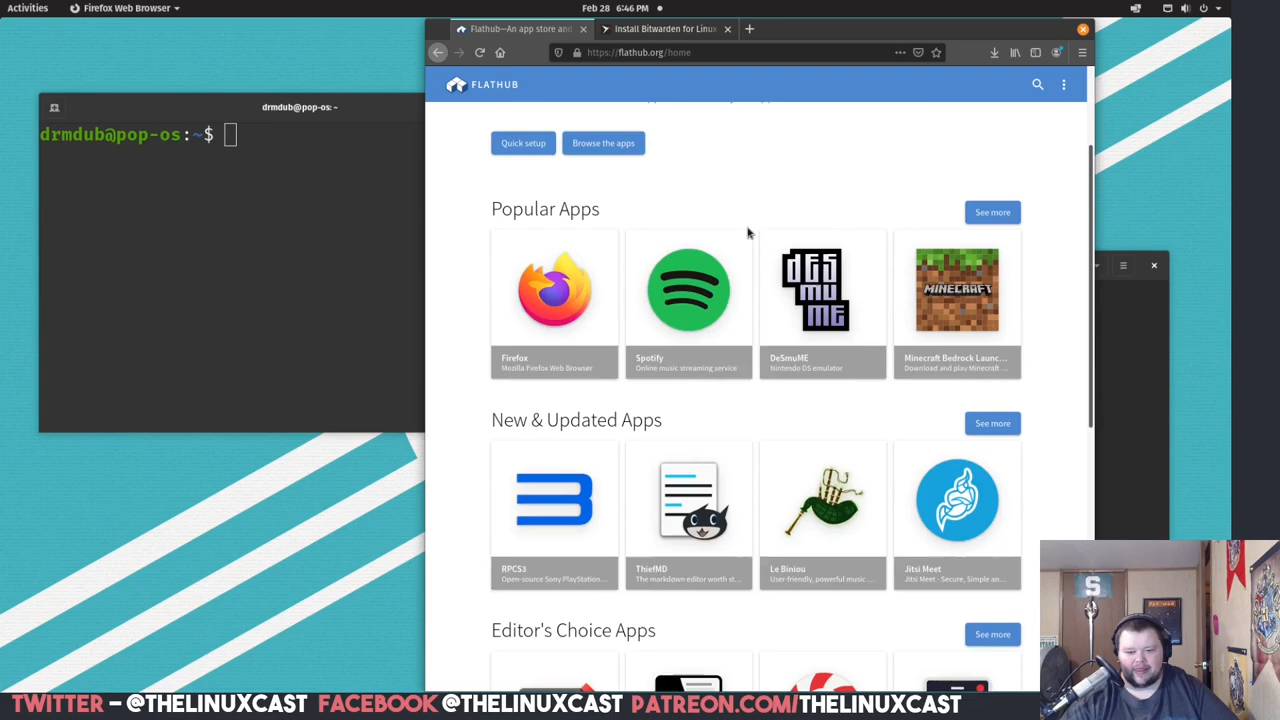 Activities
Firefox Web Browser
Feb 28 6:46 PM
Flathub—An app store and
Install Bitwarden for Linux
https://flathub.org/home
FLATHUB
drmdub@pop-os: ~
drmdub@pop-os:~$
Quick setup
Browse the apps
Popular Apps
See more
DESMUME
MINECRAFT
Firefox
Mozilla Firefox Web Browser
Spotify
Online music streaming service
DeSmuME
Nintendo DS emulator
Minecraft Bedrock Launc...
Download and play Minecraft ...
New & Updated Apps
See more
RPCS3
Open-source Sony PlayStation...
ThiefMD
The markdown editor worth st...
Le Biniou
User-friendly, powerful music ...
Jitsi Meet
Jitsi Meet - Secure, Simple an...
Editor's Choice Apps
See more
S
TWITTER – @THELINUXCAST FACEBOOK @THELINUXCAST PATREON.COM/THELINUXCAST